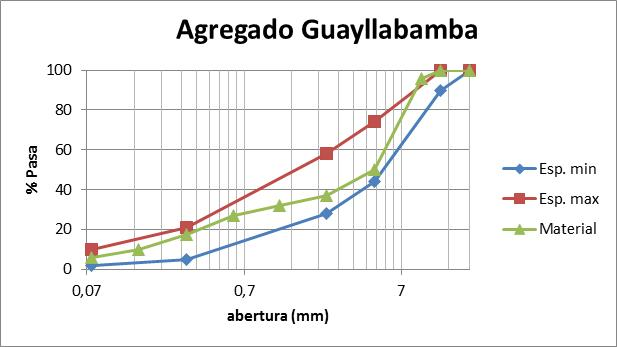 Agregado Guayllabamba
100
80
60
40
20
0
% Pasa
0,07
0,7
7
abertura (mm)
Esp. min
Esp. max
Material